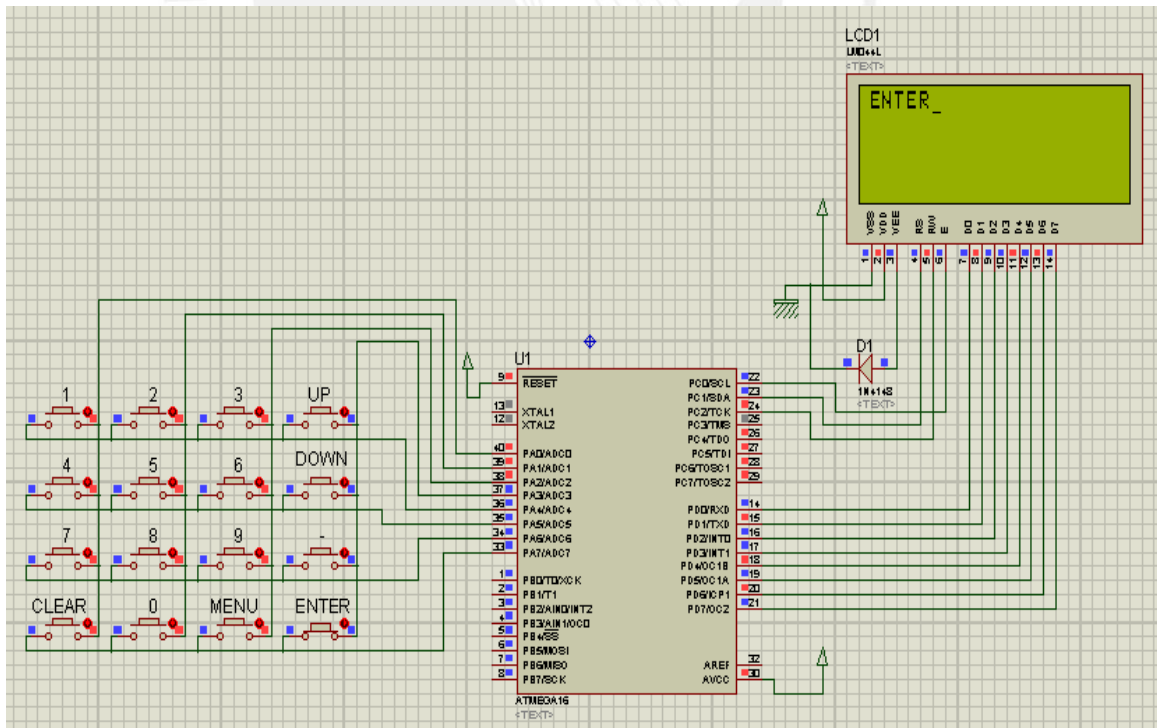 LCD1
LM044L
<TEXT>
ENTER_
VSS VDD VEE RS RW E D0 D1 D2 D3 D4 D5 D6 D7
1 2 3 4 5 6 7 8 9 10 11 12 13 14
D1
1N4148
<TEXT>
U1
9 RESET
13 XTAL1
12 XTAL2
40 PA0/ADC0
39 PA1/ADC1
38 PA2/ADC2
37 PA3/ADC3
36 PA4/ADC4
35 PA5/ADC5
34 PA6/ADC6
33 PA7/ADC7
1 PB0/T0/XCK
2 PB1/T1
3 PB2/AIN0/INT2
4 PB3/AIN1/OC0
5 PB4/SS
6 PB5/MOSI
7 PB6/MISO
8 PB7/SCK
PC0/SCL 22
PC1/SDA 23
PC2/TCK 24
PC3/TMS 25
PC4/TDO 26
PC5/TDI 27
PC6/TOSC1 28
PC7/TOSC2 29
PD0/RXD 14
PD1/TXD 15
PD2/INT0 16
PD3/INT1 17
PD4/OC1B 18
PD5/OC1A 19
PD6/ICP1 20
PD7/OC2 21
AREF 32
AVCC 30
ATMEGA16
<TEXT>
1 2 3 UP
4 5 6 DOWN
7 8 9 -
CLEAR 0 MENU ENTER